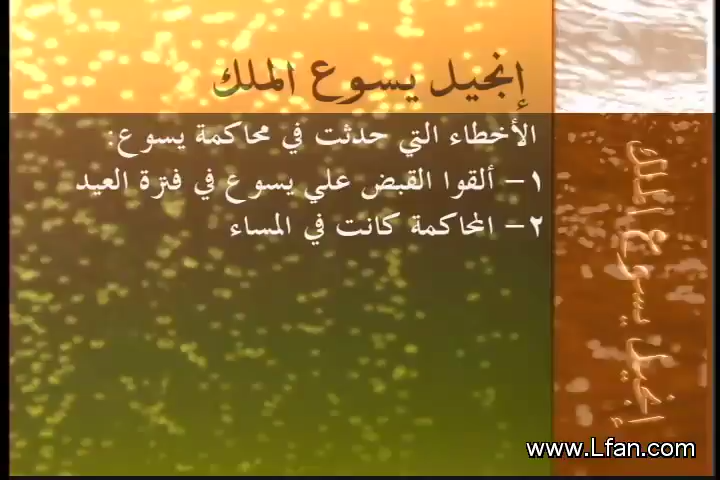 إنجيل يسوع الملك
الأخطاء التي حدثت في محاكمة يسوع:
١- ألقوا القبض علي يسوع في فترة العيد
٢- المحاكمة كانت في المساء
إنجيل يسوع الملك
www.Lfan.com